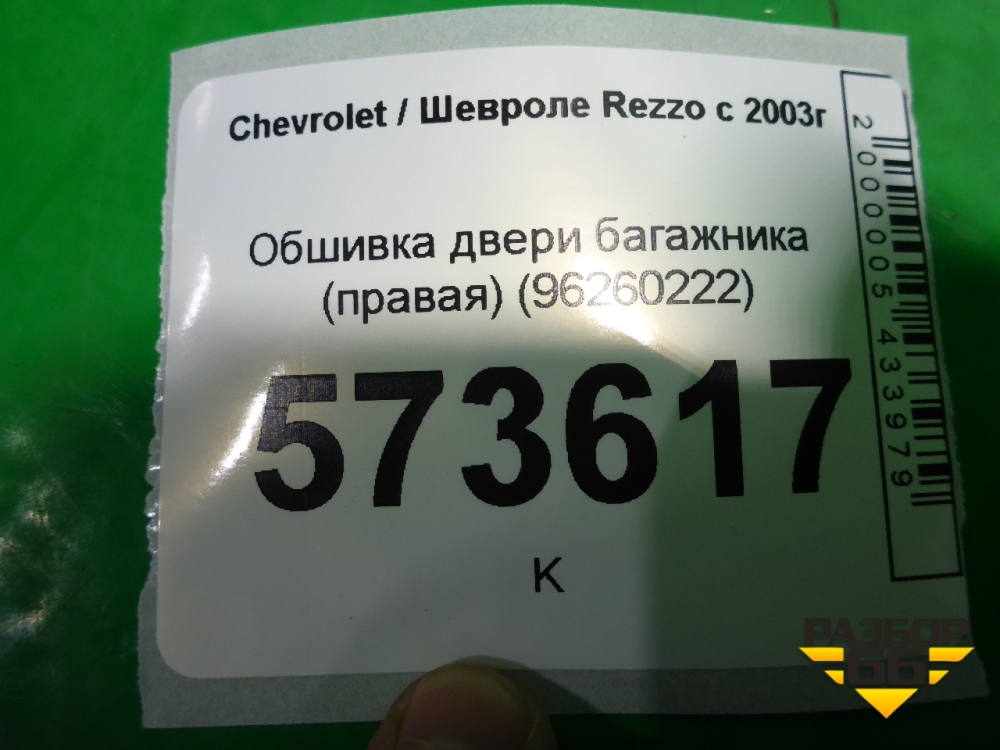 Chevrolet / Шевроле Rezzo с 2003г
Обшивка двери багажника
(правая) (96260222)
573617
К
2000005433979
РАЗБОР
66